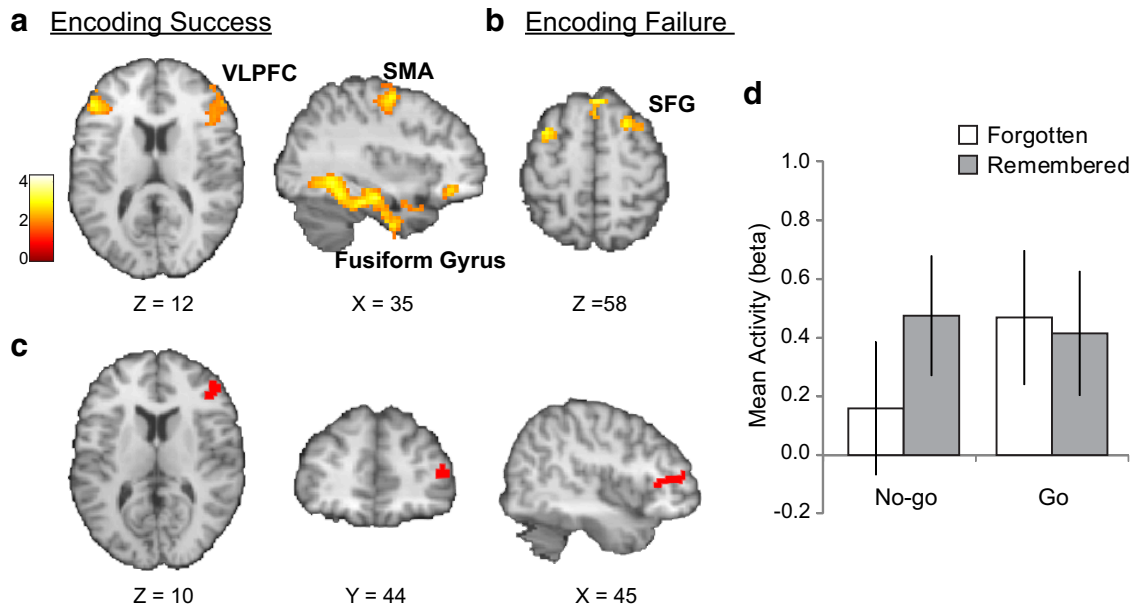 a Encoding Success
b Encoding Failure
VLPFC
SMA
SFG
4
2
0
Fusiform Gyrus
Z = 12
X = 35
Z =58
c
Z = 10
Y = 44
X = 45
d
Forgotten
Remembered
Mean Activity (beta)
1.0
0.8
0.6
0.4
0.2
0.0
-0.2
No-go
Go